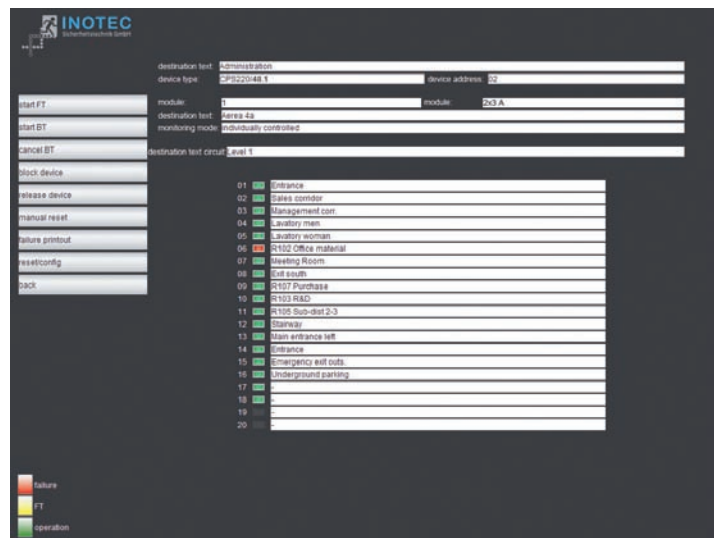 INOTEC
Sicherheitstechnik GmbH
destination text: Administration
device type: CPS220/48.1 device address: 02
module: 1 module: 2x3 A
destination text: Aerea 4a
monitoring mode: individually controlled
destination text circuit: Level 1
start FT
start BT
cancel BT
block device
release device
manual reset
failure printout
reset/config
back
01 Entrance
02 Sales corridor
03 Management corr.
04 Lavatory men
05 Lavatory woman
06 R102 Office material
07 Meeting Room
08 Exit south
09 R107 Purchase
10 R103 R&D
11 R105 Sub-dist 2-3
12 Stairway
13 Main entrance left
14 Entrance
15 Emergency exit outs.
16 Underground parking
17 -
18 -
19 -
20 -
failure
FT
operation